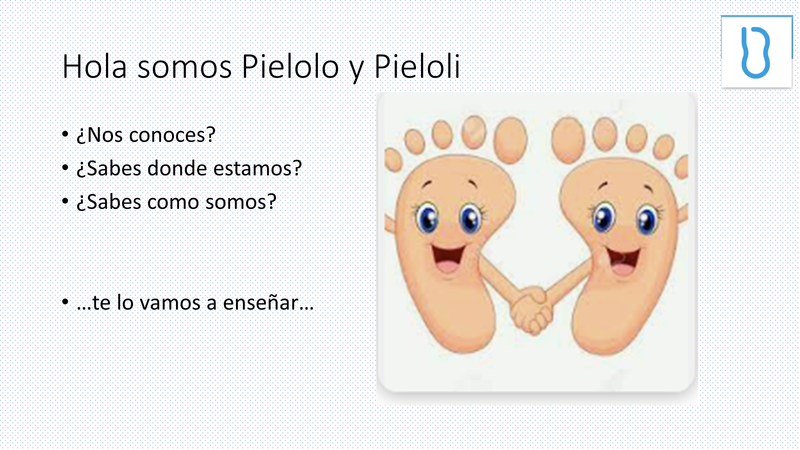 Hola somos Pielolo y Pieloli
• ¿Nos conoces?
• ¿Sabes donde estamos?
• ¿Sabes como somos?
• …te lo vamos a enseñar…